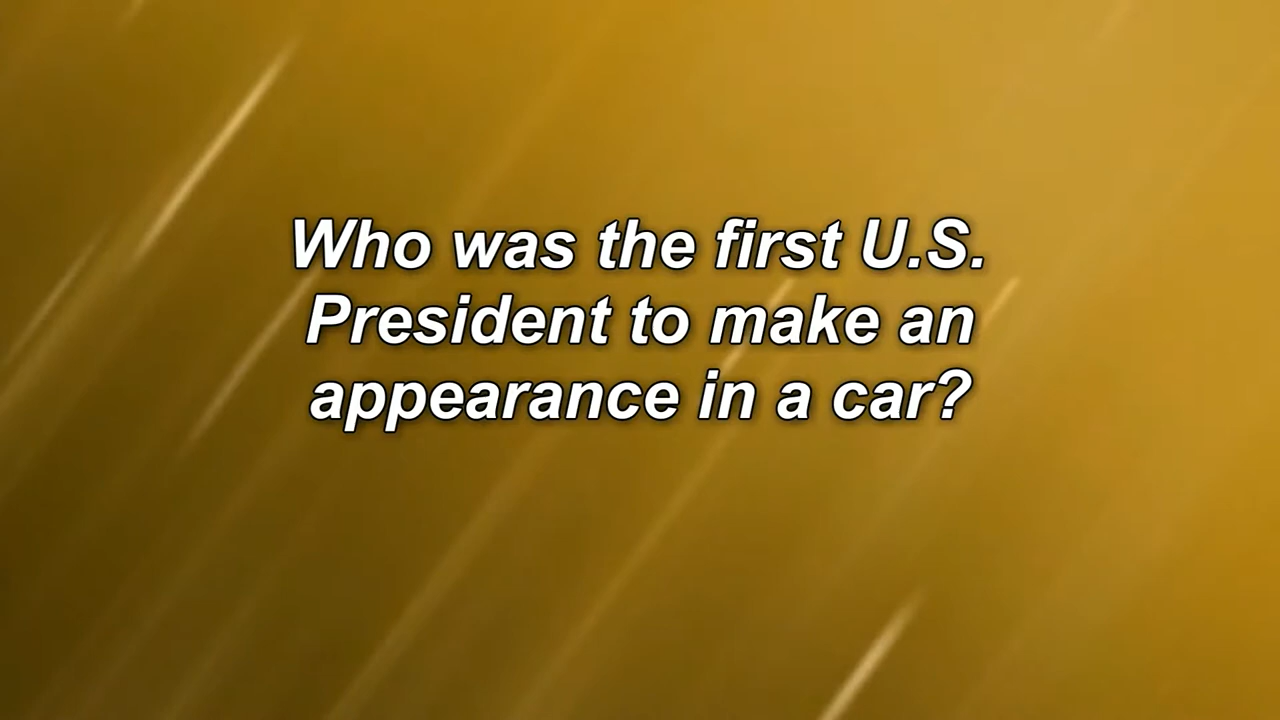 Who was the first U.S.
President to make an
appearance in a car?